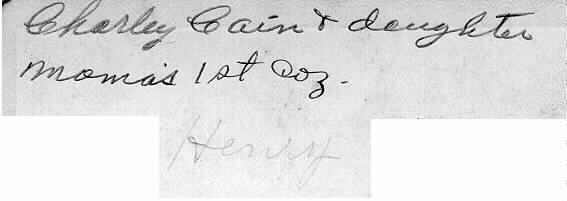 Charley Cain & daughter
Moma's 1st Coz.
Henry